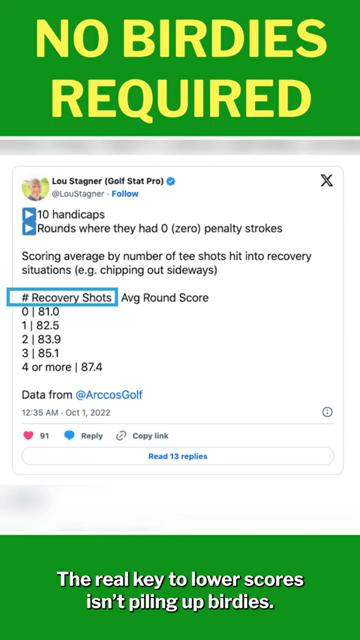 NO BIRDIES
REQUIRED
Lou Stagner (Golf Stat Pro)
@LouStagner · Follow
X
▶10 handicaps
▶Rounds where they had 0 (zero) penalty strokes
Scoring average by number of tee shots hit into recovery
situations (e.g. chipping out sideways)
# Recovery Shots | Avg Round Score
0 | 81.0
1 | 82.5
2 | 83.9
3 | 85.1
4 or more | 87.4
Data from @ArccosGolf
12:35 AM · Oct 1, 2022
91 Reply Copy link
Read 13 replies
The real key to lower scores
isn't piling up birdies.